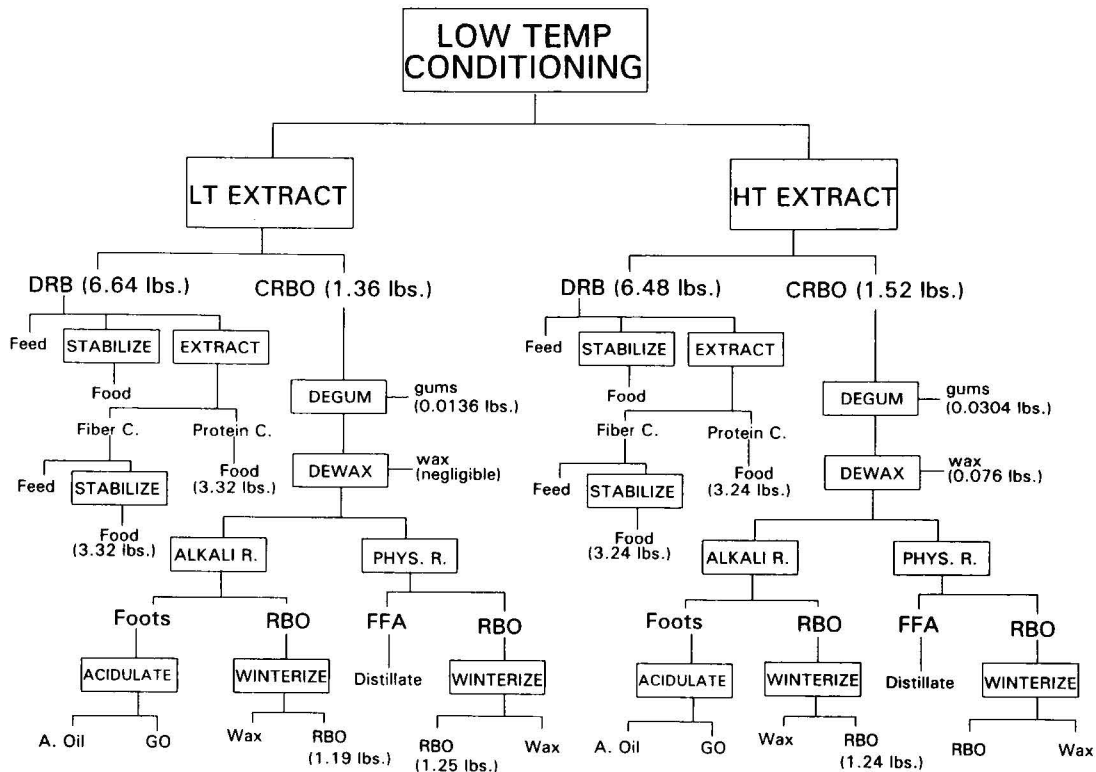 LOW TEMP
CONDITIONING
LT EXTRACT
HT EXTRACT
DRB (6.64 lbs.)
CRBO (1.36 lbs.)
DRB (6.48 lbs.)
CRBO (1.52 lbs.)
Feed
STABILIZE
EXTRACT
Food
DEGUM
gums
(0.0136 lbs.)
Fiber C.
Protein C.
Feed
STABILIZE
Food
(3.32 lbs.)
DEWAX
wax
(negligible)
Food
(3.32 lbs.)
ALKALI R.
PHYS. R.
Foots
RBO
FFA
RBO
ACIDULATE
WINTERIZE
Distillate
WINTERIZE
A. Oil
GO
Wax
RBO
(1.19 lbs.)
RBO
(1.25 lbs.)
Wax
Feed
STABILIZE
EXTRACT
Food
DEGUM
gums
(0.0304 lbs.)
Fiber C.
Protein C.
Feed
STABILIZE
Food
(3.24 lbs.)
DEWAX
wax
(0.076 lbs.)
Food
(3.24 lbs.)
ALKALI R.
PHYS. R.
Foots
RBO
FFA
RBO
ACIDULATE
WINTERIZE
Distillate
WINTERIZE
A. Oil
GO
Wax
RBO
(1.24 lbs.)
RBO
Wax